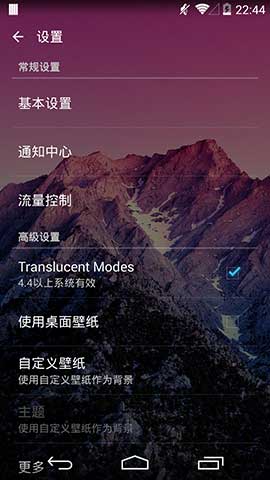 22:44
设置
常规设置
基本设置
通知中心
流量控制
高级设置
Translucent Modes
4.4以上系统有效
使用桌面壁纸
自定义壁纸
使用自定义壁纸作为背景
主题
使用自定义壁纸作为背景
更多